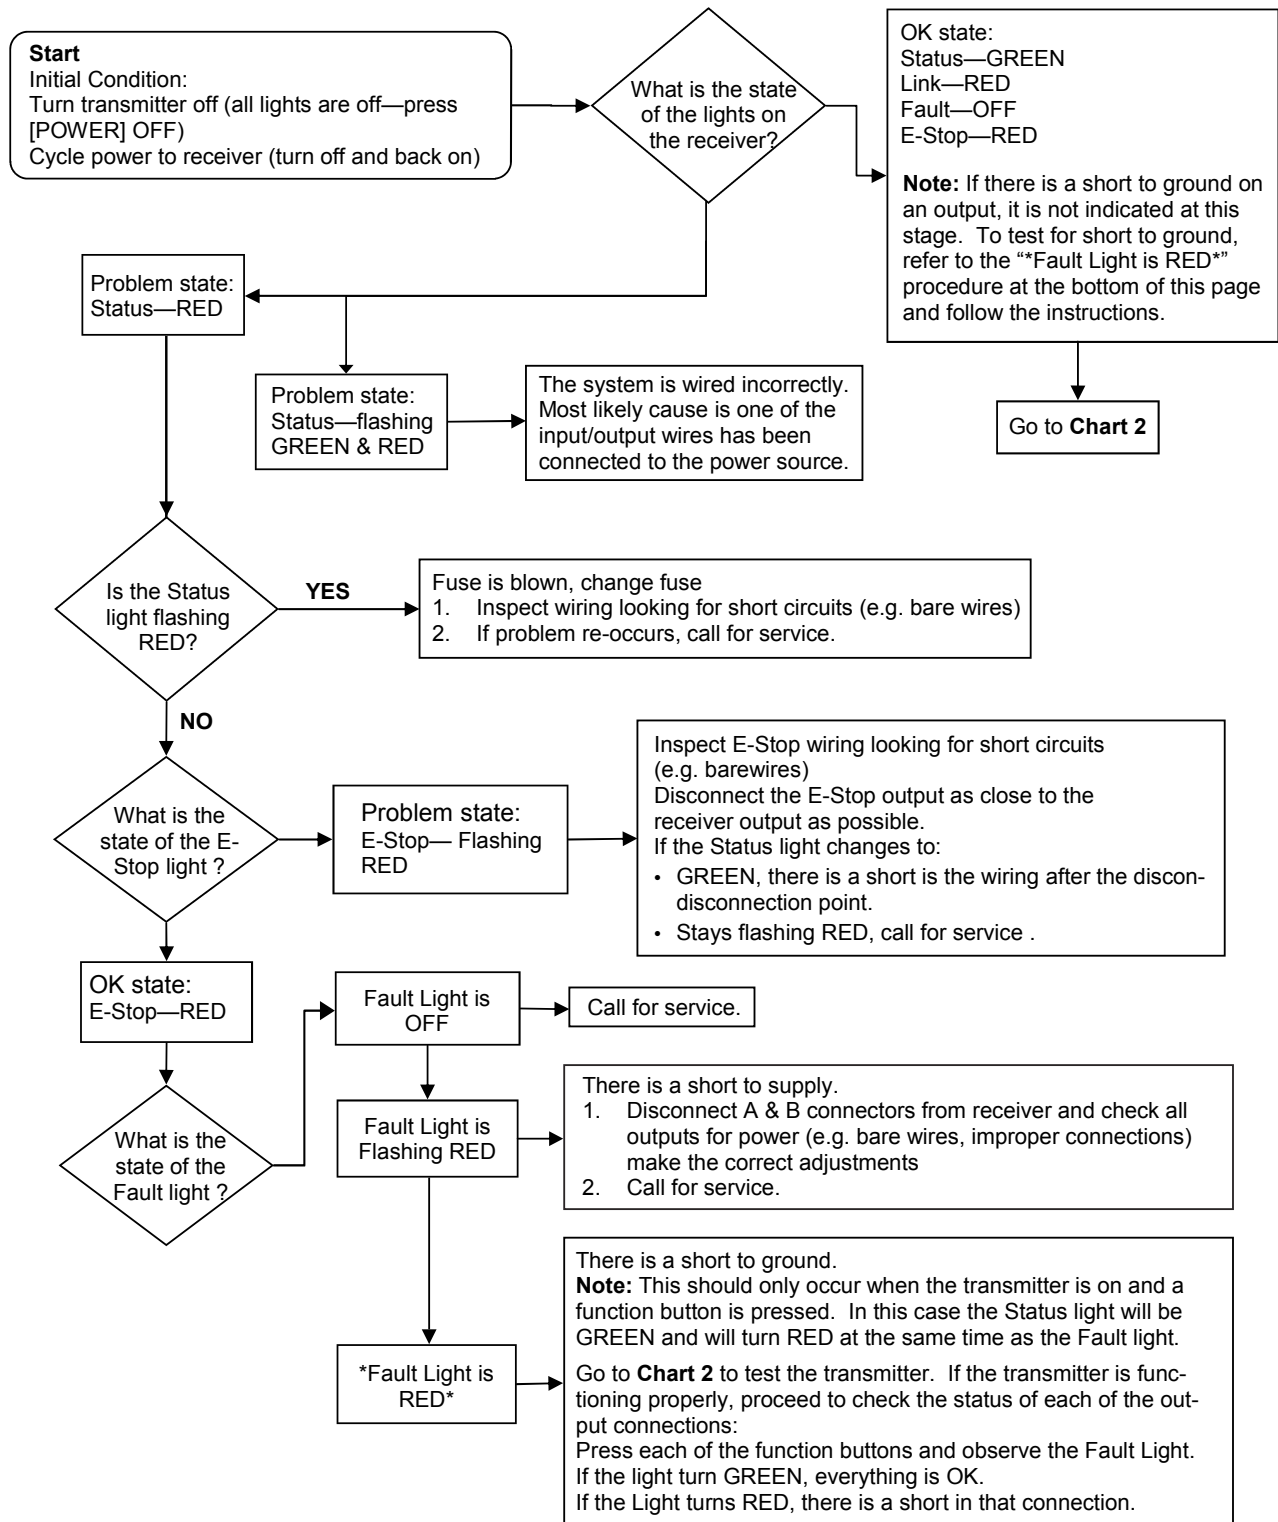 Start
Initial Condition:
Turn transmitter off (all lights are off—press
[POWER] OFF)
Cycle power to receiver (turn off and back on)
What is the state
of the lights on
the receiver?
OK state:
Status—GREEN
Link—RED
Fault—OFF
E-Stop—RED
Note: If there is a short to ground on
an output, it is not indicated at this
stage. To test for short to ground,
refer to the “*Fault Light is RED*”
procedure at the bottom of this page
and follow the instructions.
Go to Chart 2
Problem state:
Status—RED
Problem state:
Status—flashing
GREEN & RED
The system is wired incorrectly.
Most likely cause is one of the
input/output wires has been
connected to the power source.
Is the Status
light flashing
RED?
YES
Fuse is blown, change fuse
1. Inspect wiring looking for short circuits (e.g. bare wires)
2. If problem re-occurs, call for service.
NO
What is the
state of the E-
Stop light ?
Problem state:
E-Stop— Flashing
RED
Inspect E-Stop wiring looking for short circuits
(e.g. barewires)
Disconnect the E-Stop output as close to the
receiver output as possible.
If the Status light changes to:
• GREEN, there is a short is the wiring after the discon-
disconnection point.
• Stays flashing RED, call for service .
OK state:
E-Stop—RED
What is the
state of the
Fault light ?
Fault Light is
OFF
Call for service.
Fault Light is
Flashing RED
There is a short to supply.
1. Disconnect A & B connectors from receiver and check all
outputs for power (e.g. bare wires, improper connections)
make the correct adjustments
2. Call for service.
*Fault Light is
RED*
There is a short to ground.
Note: This should only occur when the transmitter is on and a
function button is pressed. In this case the Status light will be
GREEN and will turn RED at the same time as the Fault light.
Go to Chart 2 to test the transmitter. If the transmitter is func-
tioning properly, proceed to check the status of each of the out-
put connections:
Press each of the function buttons and observe the Fault Light.
If the light turn GREEN, everything is OK.
If the Light turns RED, there is a short in that connection.